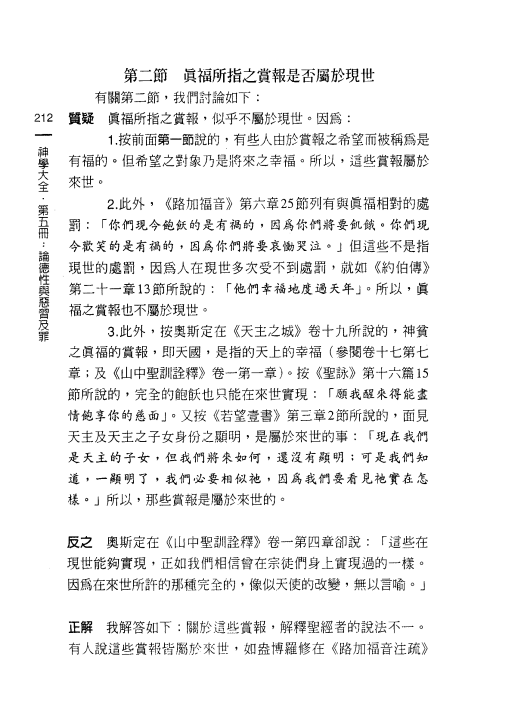 第二節　眞福所指之賞報是否屬於現世
有關第二節，我們討論如下：
212
神學大全．第五冊：論德性與惡習及罪
質疑　眞福所指之賞報，似乎不屬於現世。因爲：
1.按前面第一節說的，有些人由於賞報之希望而被稱爲是
有福的。但希望之對象乃是將來之幸福。所以，這些賞報屬於
來世。
2.此外，《路加福音》第六章25節列有與眞福相對的處
罰：「你們現今飽飫的是有禍的，因爲你們將要飢餓。你們現
今歡笑的是有禍的，因爲你們將要哀慟哭泣。」但這些不是指
現世的處罰，因爲人在現世多次受不到處罰，就如《約伯傳》
第二十一章13節所說的：「他們幸福地度過天年」。所以，眞
福之賞報也不屬於現世。
3.此外，按奧斯定在《天主之城》卷十九所說的，神貧
之眞福的賞報，即天國，是指的天上的幸福（參閱卷十七第七
章；及《山中聖訓詮釋》卷一第一章）。按《聖詠》第十六篇15
節所說的，完全的飽飫也只能在來世實現：「願我醒來得能盡
情飽享你的慈面」。又按《若望壹書》第三章2節所說的，面見
天主及天主之子女身份之顯明，是屬於來世的事：「現在我們
是天主的子女，但我們將來如何，還沒有顯明；可是我們知
道，一顯明了，我們必要相似祂，因爲我們要看見祂實在怎
樣。」所以，那些賞報是屬於來世的。
反之　奧斯定在《山中聖訓詮釋》卷一第四章卻說：「這些在
現世能夠實現，正如我們相信曾在宗徒們身上實現過的一樣。
因爲在來世所許的那種完全的，像似天使的改變，無以言喻。」
正解　我解答如下：關於這些賞報，解釋聖經者的說法不一。
有人說這些賞報皆屬於來世，如盎博羅修在《路加福音注疏》